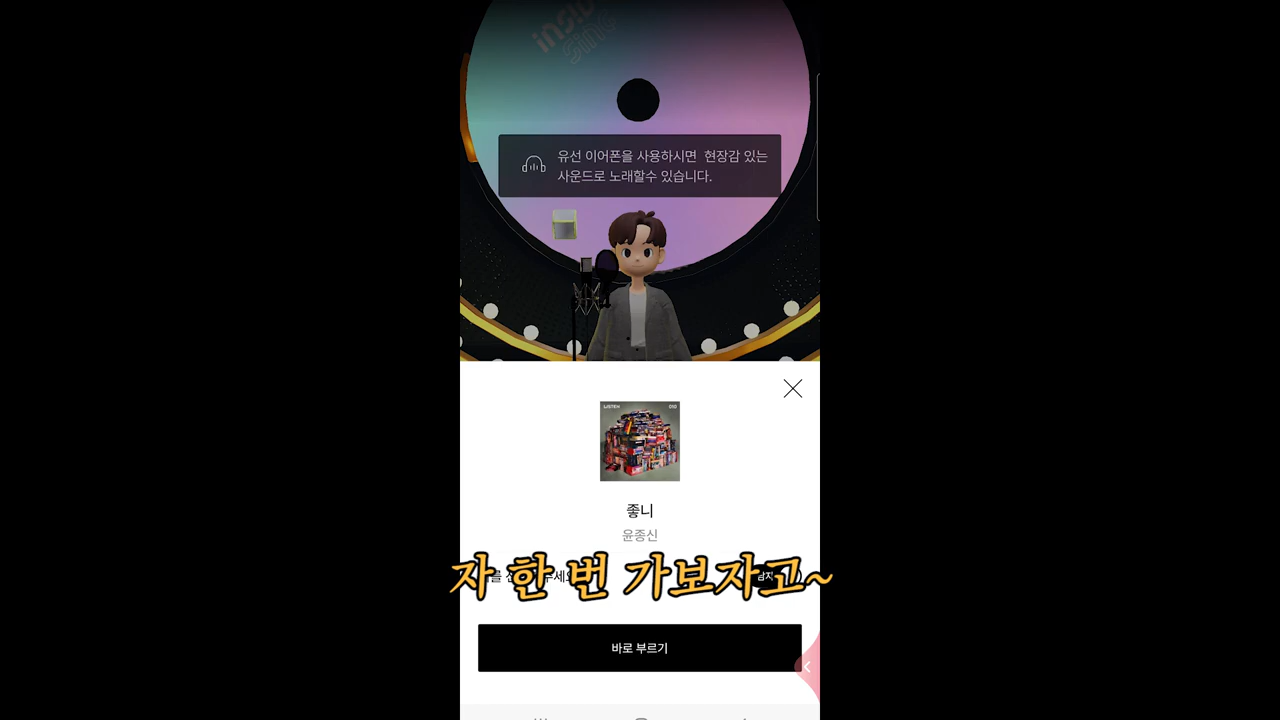 유선 이어폰을 사용하시면 현장감 있는
사운드로 노래할수 있습니다.
LISTEN
좋니
윤종신
자 한 번 가보자고~
바로 부르기